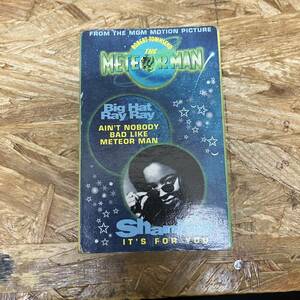 FROM THE MGM MOTION PICTURE
ROBERT TOWNSEND
THE
METEOR MAN
Big Hat
Ray Ray
AIN'T NOBODY
BAD LIKE
METEOR MAN
IT'S FOR YOU